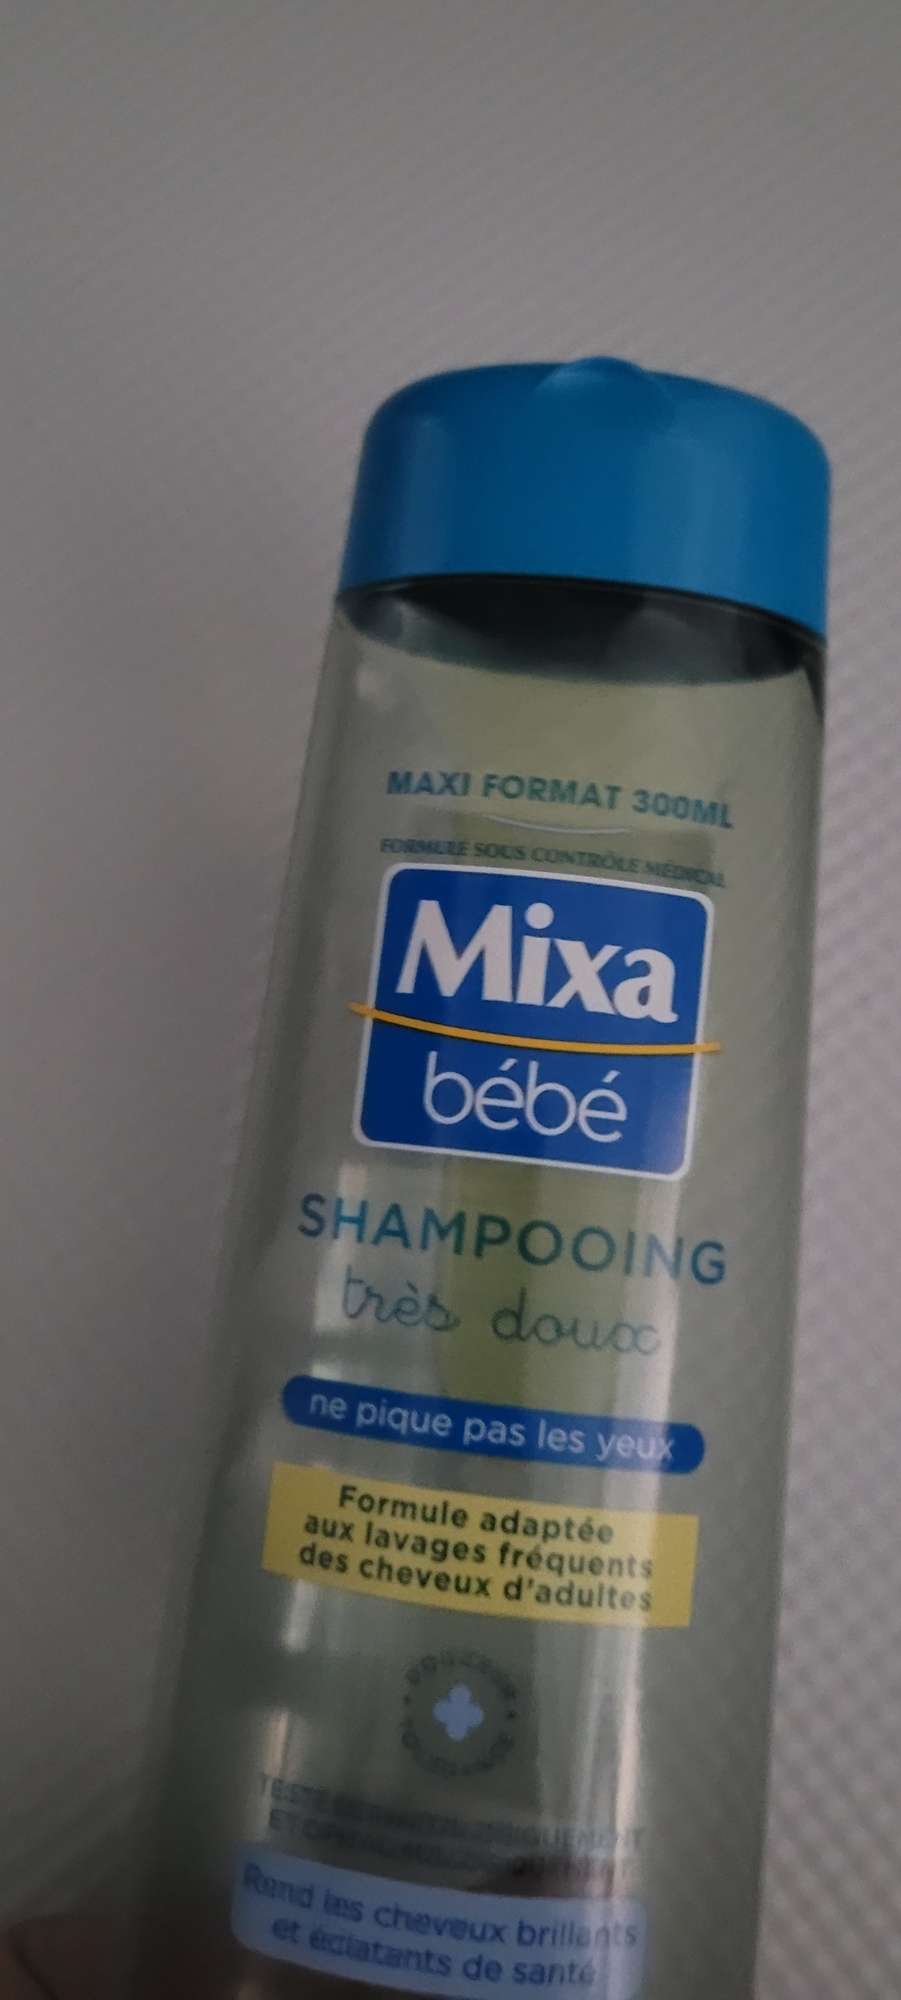 MAXI FORMAT 300ML
FORMULE SOUS CONTRÔLE MÉDICAL
Mixa
bébé
SHAMPOOING
très doux
ne pique pas les yeux
Formule adaptée
aux lavages fréquents
des cheveux d'adultes
Rend les cheveux brillants
et éclatants de santé